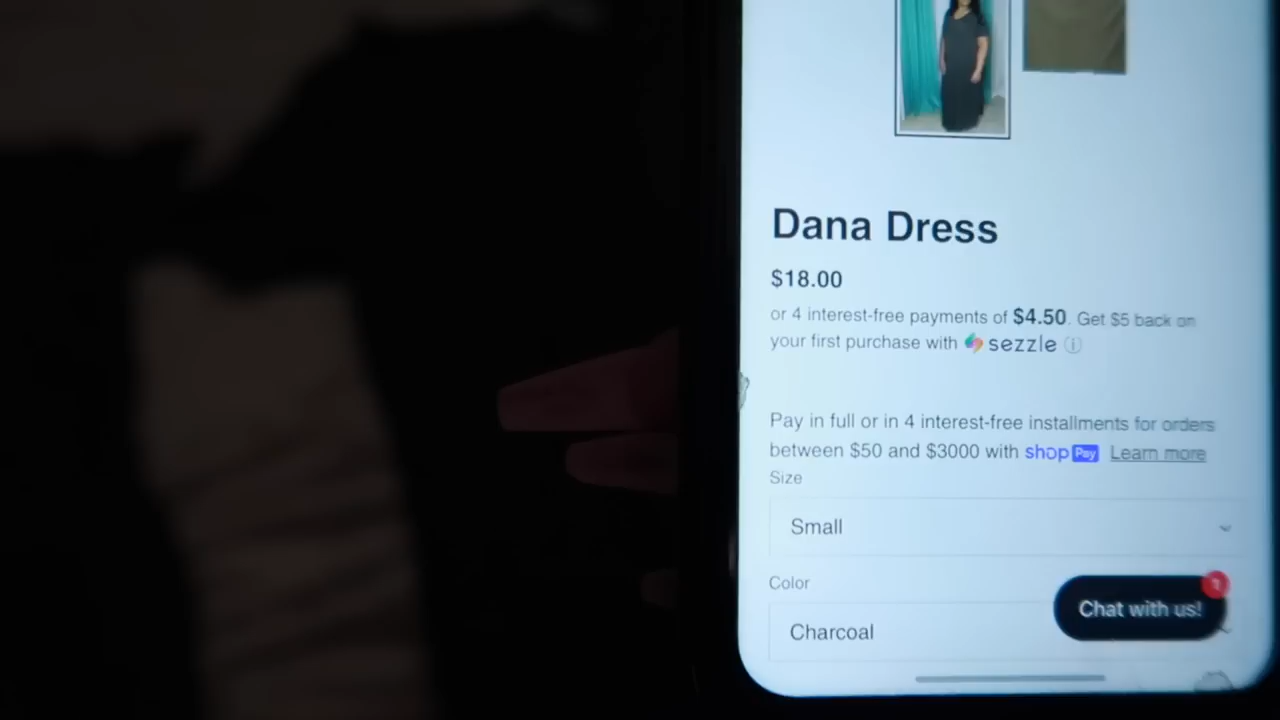 Dana Dress
$18.00
or 4 interest-free payments of $4.50. Get $5 back on
your first purchase with sezzle
Pay in full or in 4 interest-free installments for orders
between $50 and $3000 with shop Pay Learn more
Size
Small
Color
Chat with us!
Charcoal